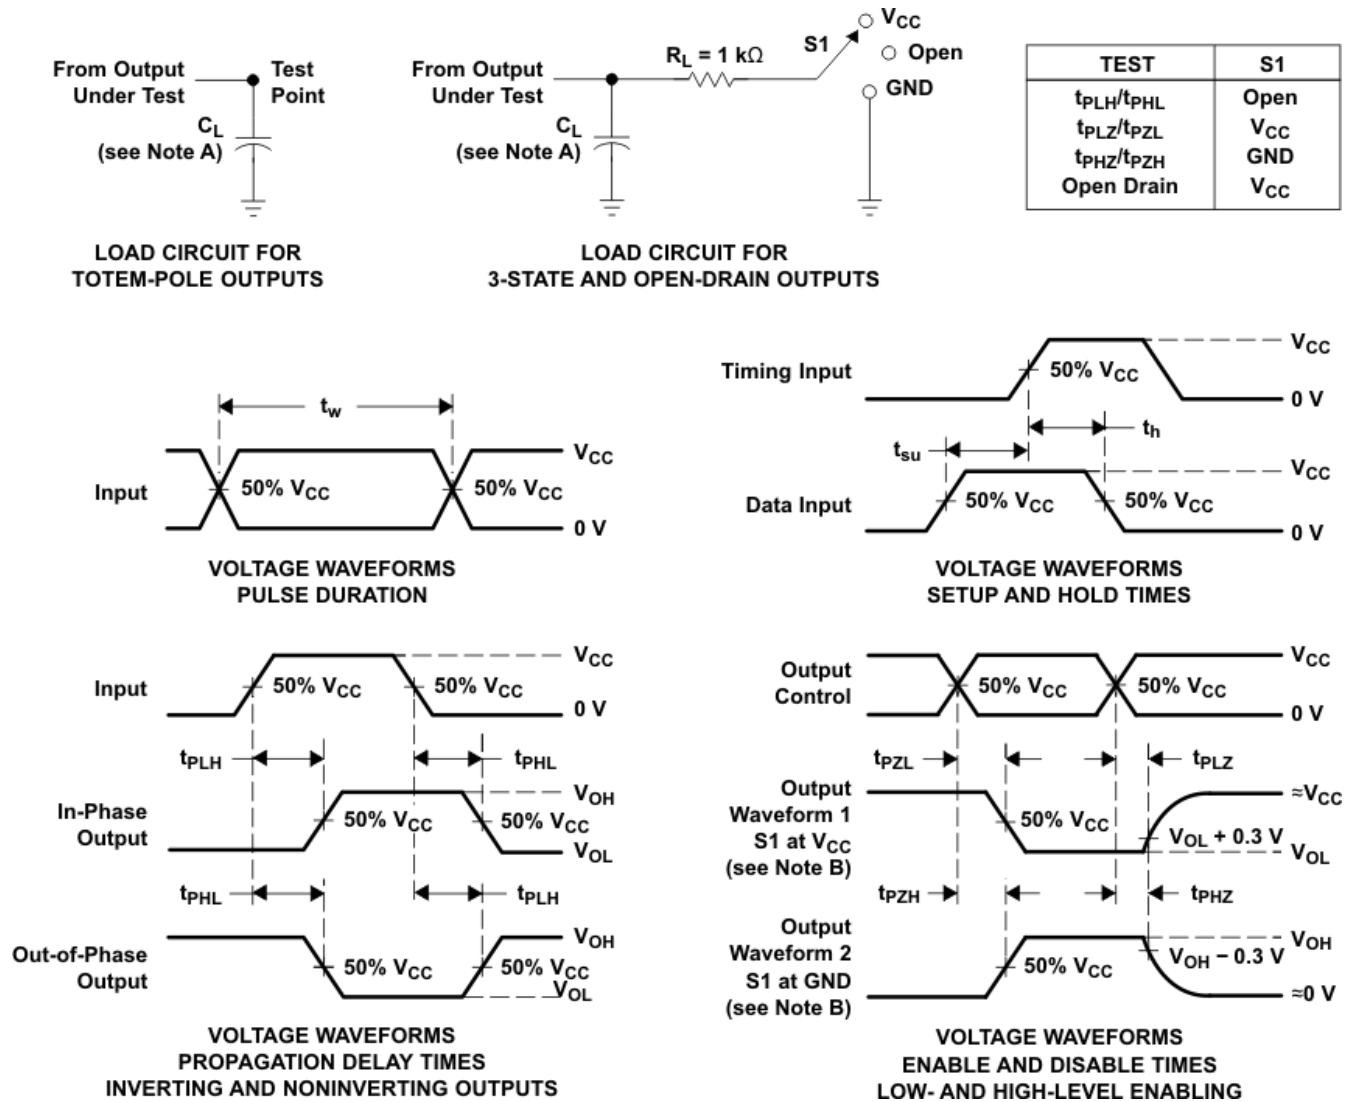 From Output
Under Test
Test
Point
CL
(see Note A)
LOAD CIRCUIT FOR
TOTEM-POLE OUTPUTS
From Output
Under Test
RL = 1 kΩ
S1
VCC
Open
GND
CL
(see Note A)
LOAD CIRCUIT FOR
3-STATE AND OPEN-DRAIN OUTPUTS
TEST S1
tPLH/tPHL Open
tPLZ/tPZL VCC
tPHZ/tPZH GND
Open Drain VCC
tw
Input
50% VCC
50% VCC
VCC
0 V
VOLTAGE WAVEFORMS
PULSE DURATION
Timing Input
50% VCC
VCC
0 V
th
tsu
Data Input
50% VCC
50% VCC
VCC
0 V
VOLTAGE WAVEFORMS
SETUP AND HOLD TIMES
Input
50% VCC
50% VCC
VCC
0 V
tPLH
tPHL
In-Phase
Output
50% VCC
50% VCC
VOH
VOL
tPHL
tPLH
Out-of-Phase
Output
50% VCC
50% VCC
VOH
VOL
VOLTAGE WAVEFORMS
PROPAGATION DELAY TIMES
INVERTING AND NONINVERTING OUTPUTS
Output
Control
50% VCC
50% VCC
VCC
0 V
tPZL
tPLZ
Output
Waveform 1
S1 at VCC
(see Note B)
50% VCC
VOL + 0.3 V
≈VCC
VOL
tPZH
tPHZ
Output
Waveform 2
S1 at GND
(see Note B)
50% VCC
VOH − 0.3 V
VOH
≈0 V
VOLTAGE WAVEFORMS
ENABLE AND DISABLE TIMES
LOW- AND HIGH-LEVEL ENABLING